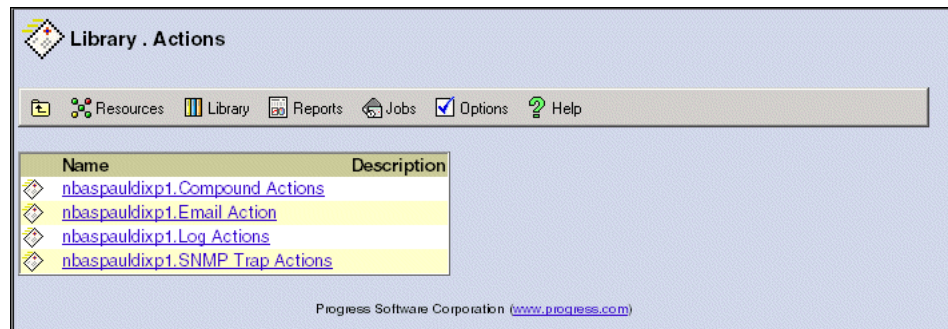 Library . Actions
Resources Library Reports Jobs Options Help
Name Description
nbaspauldixp1.Compound Actions
nbaspauldixp1.Email Action
nbaspauldixp1.Log Actions
nbaspauldixp1.SNMP Trap Actions
Progress Software Corporation (www.progress.com)